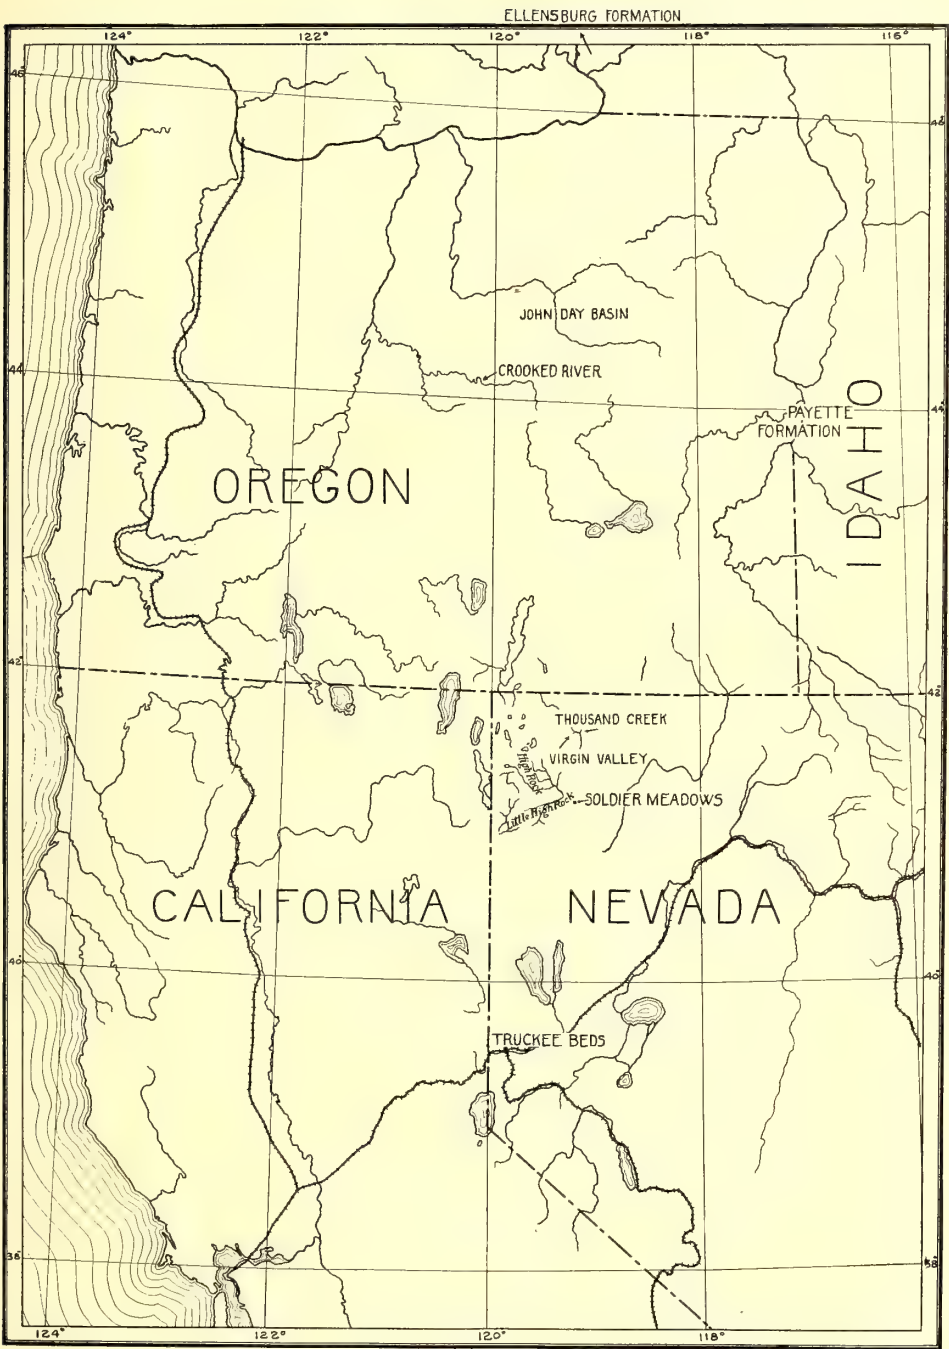 ELLENSBURG FORMATION
124° 122° 120° 118° 116°
46 46
JOHN DAY BASIN
CROOKED RIVER
44 44
PAYETTE
FORMATION
IDAHO
OREGON
42° 42
THOUSAND CREEK
VIRGIN VALLEY
High Rock
SOLDIER MEADOWS
Little High Rock
CALIFORNIA NEVADA
40 40
TRUCKEE BEDS
38 38
124° 122° 120° 118°